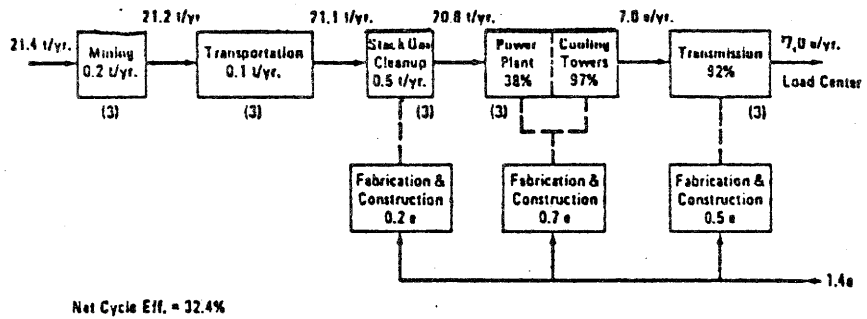 21.2 t/yr
21.1 t/yr.
20.8 t/yr.
7.8 e/yr.
21.4 t/yr.
Mining
0.2 t/yr.
Transportation
0.1 t/yr.
Stack Gas
Cleanup
0.5 t/yr.
Power
Plant
38%
Cooling
Towers
97%
Transmission
92%
7.0 e/yr.
Load Center
(3)
(3)
(3)
(3)
(3)
Fabrication &
Construction
0.2 e
Fabrication &
Construction
0.7 e
Fabrication &
Construction
0.5 e
1.4e
Net Cycle Eff. = 32.4%